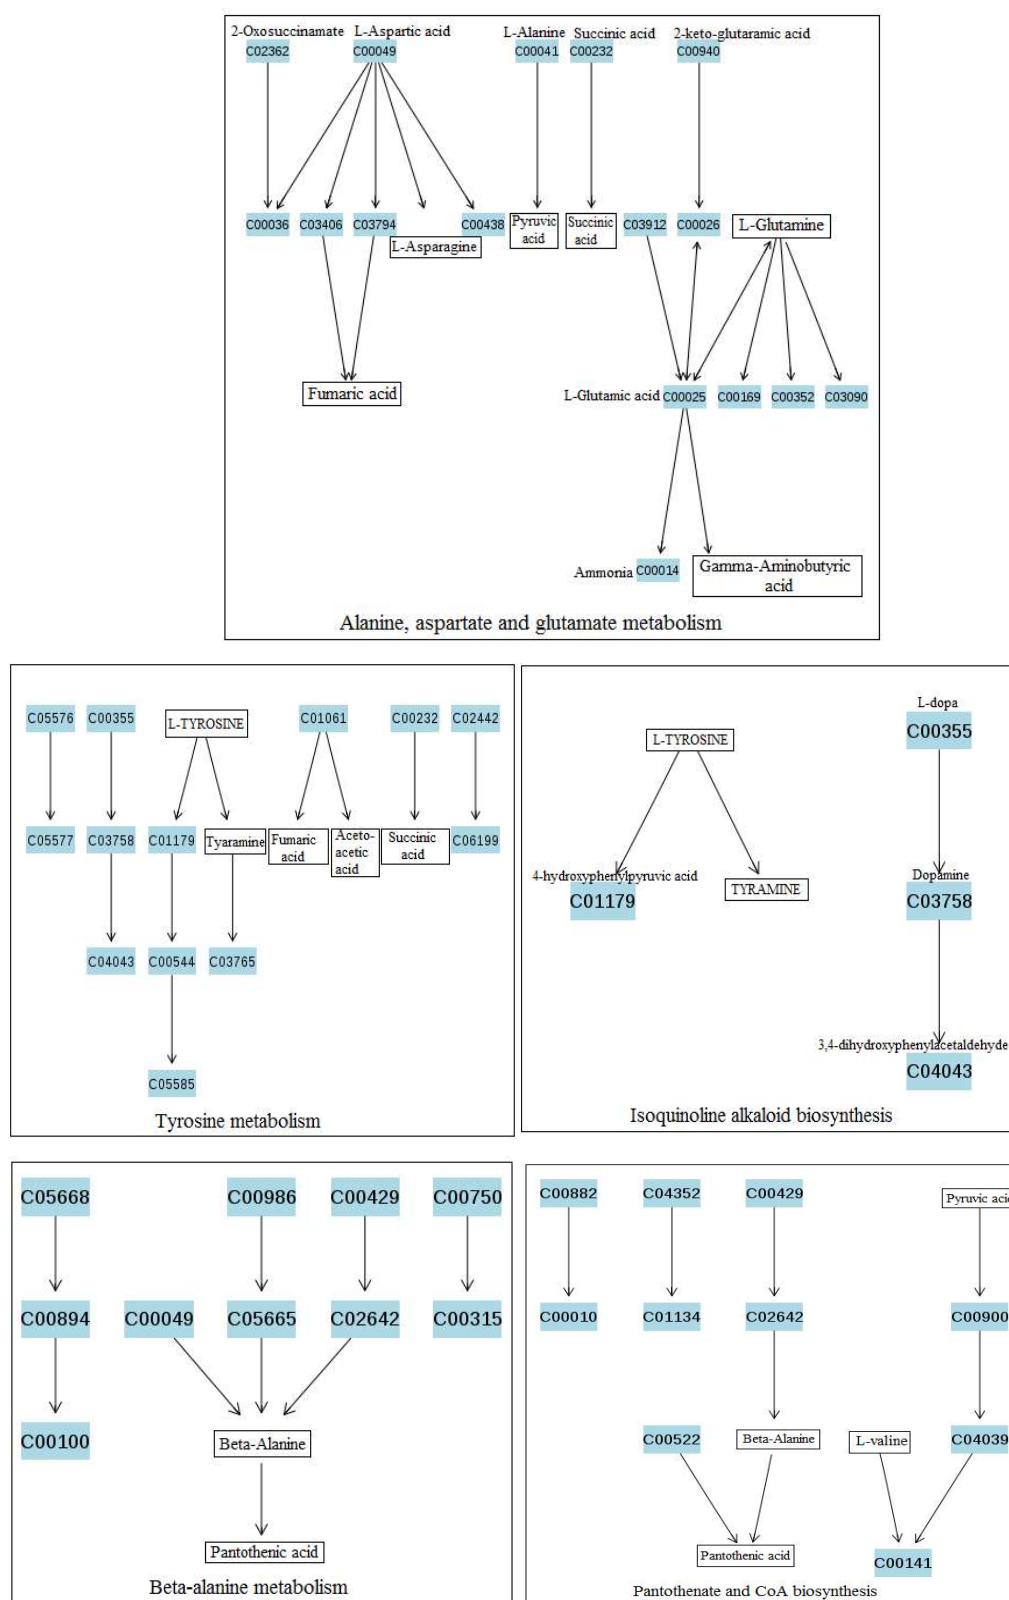 2-Oxosuccinamate L-Aspartic acid L-Alanine Succinic acid 2-keto-glutaramic acid
C02362 C00049 C00041 C00232 C00940
C00036 C03406 C03794 C00438 Pyruvic Succinic C03912 C00026 L-Glutamine
acid acid
L-Asparagine
Fumaric acid L-Glutamic acid C00025 C00169 C00352 C03090
Ammonia C00014 Gamma-Aminobutyric
acid
Alanine, aspartate and glutamate metabolism
C05576 C00355 L-TYROSINE C01061 C00232 C02442
C05577 C03758 C01179 Tyaramine Fumaric Aceto- Succinic C06199
acid acetic acid
acid
C04043 C00544 C03765
C05585
Tyrosine metabolism
L-dopa
C00355
L-TYROSINE
4-hydroxyphenylpyruvic acid Dopamine
C01179 TYRAMINE C03758
3,4-dihydroxyphenylacetaldehyde
C04043
Isoquinoline alkaloid biosynthesis
C05668 C00986 C00429 C00750
C00894 C00049 C05665 C02642 C00315
C00100 Beta-Alanine
Pantothenic acid
Beta-alanine metabolism
C00882 C04352 C00429 Pyruvic acid
C00010 C01134 C02642 C00900
C00522 Beta-Alanine L-valine C04039
Pantothenic acid C00141
Pantothenate and CoA biosynthesis